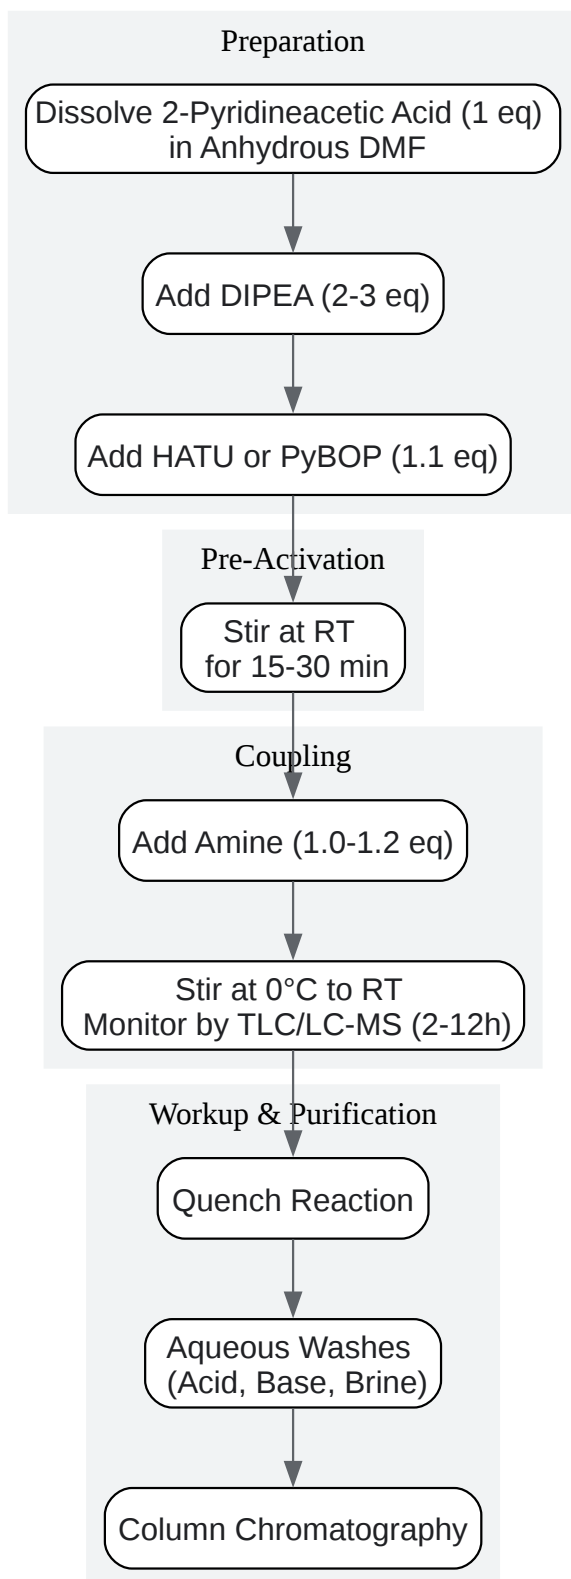 Preparation
Dissolve 2-Pyridineacetic Acid (1 eq)
in Anhydrous DMF
Add DIPEA (2-3 eq)
Add HATU or PyBOP (1.1 eq)
Pre-Activation
Stir at RT
for 15-30 min
Coupling
Add Amine (1.0-1.2 eq)
Stir at 0°C to RT
Monitor by TLC/LC-MS (2-12h)
Workup & Purification
Quench Reaction
Aqueous Washes
(Acid, Base, Brine)
Column Chromatography